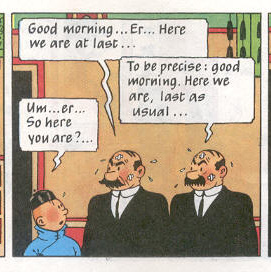 Good morning...Er... Here
we are at last...
To be precise: good
morning. Here we
are, last as
usual...
Um...er...
So here
you are?...